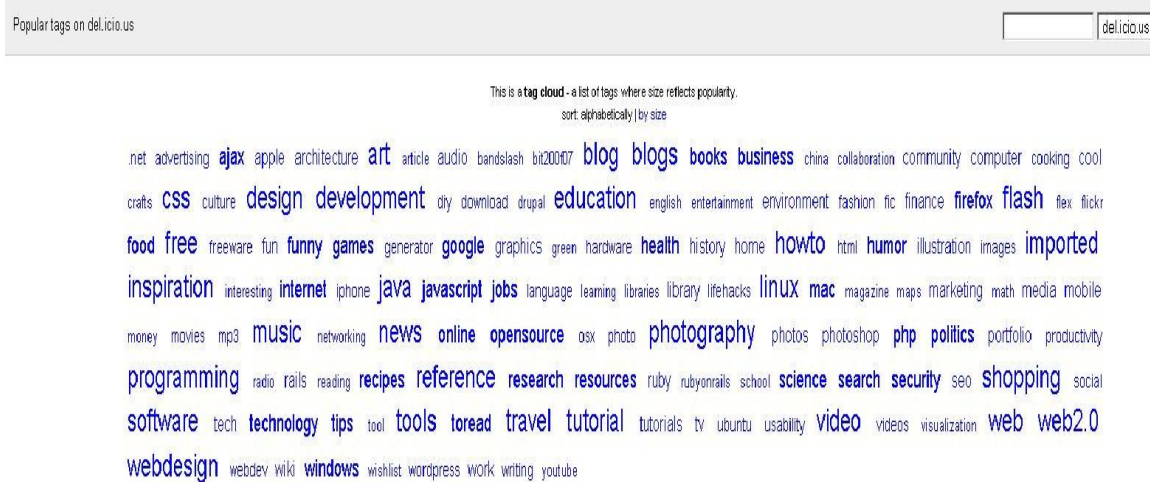 Popular tags on del.icio.us
del.icio.us
This is a tag cloud - a list of tags where size reflects popularity.
sort: alphabetically | by size
.net advertising ajax apple architecture art article audio bandslash bit200f07 blog blogs books business china collaboration community computer cooking cool
crafts css culture design development diy download drupal education english entertainment environment fashion fic finance firefox flash flex flickr
food free freeware fun funny games generator google graphics green hardware health history home howto html humor illustration images imported
inspiration interesting internet iphone java javascript jobs language learning libraries library lifehacks linux mac magazine maps marketing math media mobile
money movies mp3 music networking news online opensource osx photo photography photos photoshop php politics portfolio productivity
programming radio rails reading recipes reference research resources ruby rubyonrails school science search security seo shopping social
software tech technology tips tool tools toread travel tutorial tutorials tv ubuntu usability video videos visualization web web2.0
webdesign webdev wiki windows wishlist wordpress work writing youtube